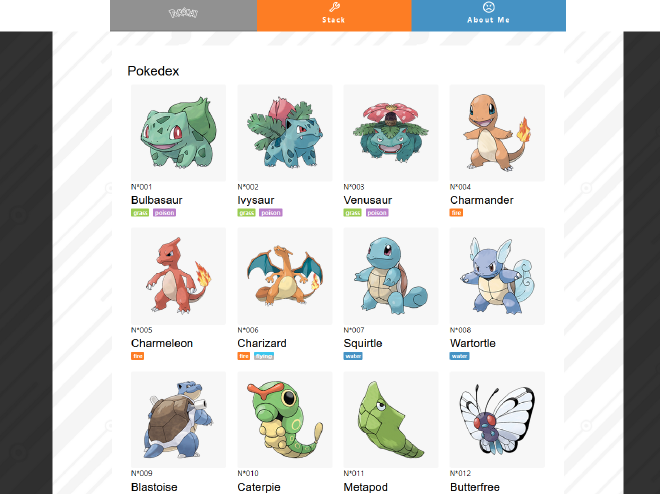 Pokémon
Stack
About Me
Pokedex
N°001
Bulbasaur
grass poison
N°002
Ivysaur
grass poison
N°003
Venusaur
grass poison
N°004
Charmander
fire
N°005
Charmeleon
fire
N°006
Charizard
fire flying
N°007
Squirtle
water
N°008
Wartortle
water
N°009
Blastoise
N°010
Caterpie
N°011
Metapod
N°012
Butterfree